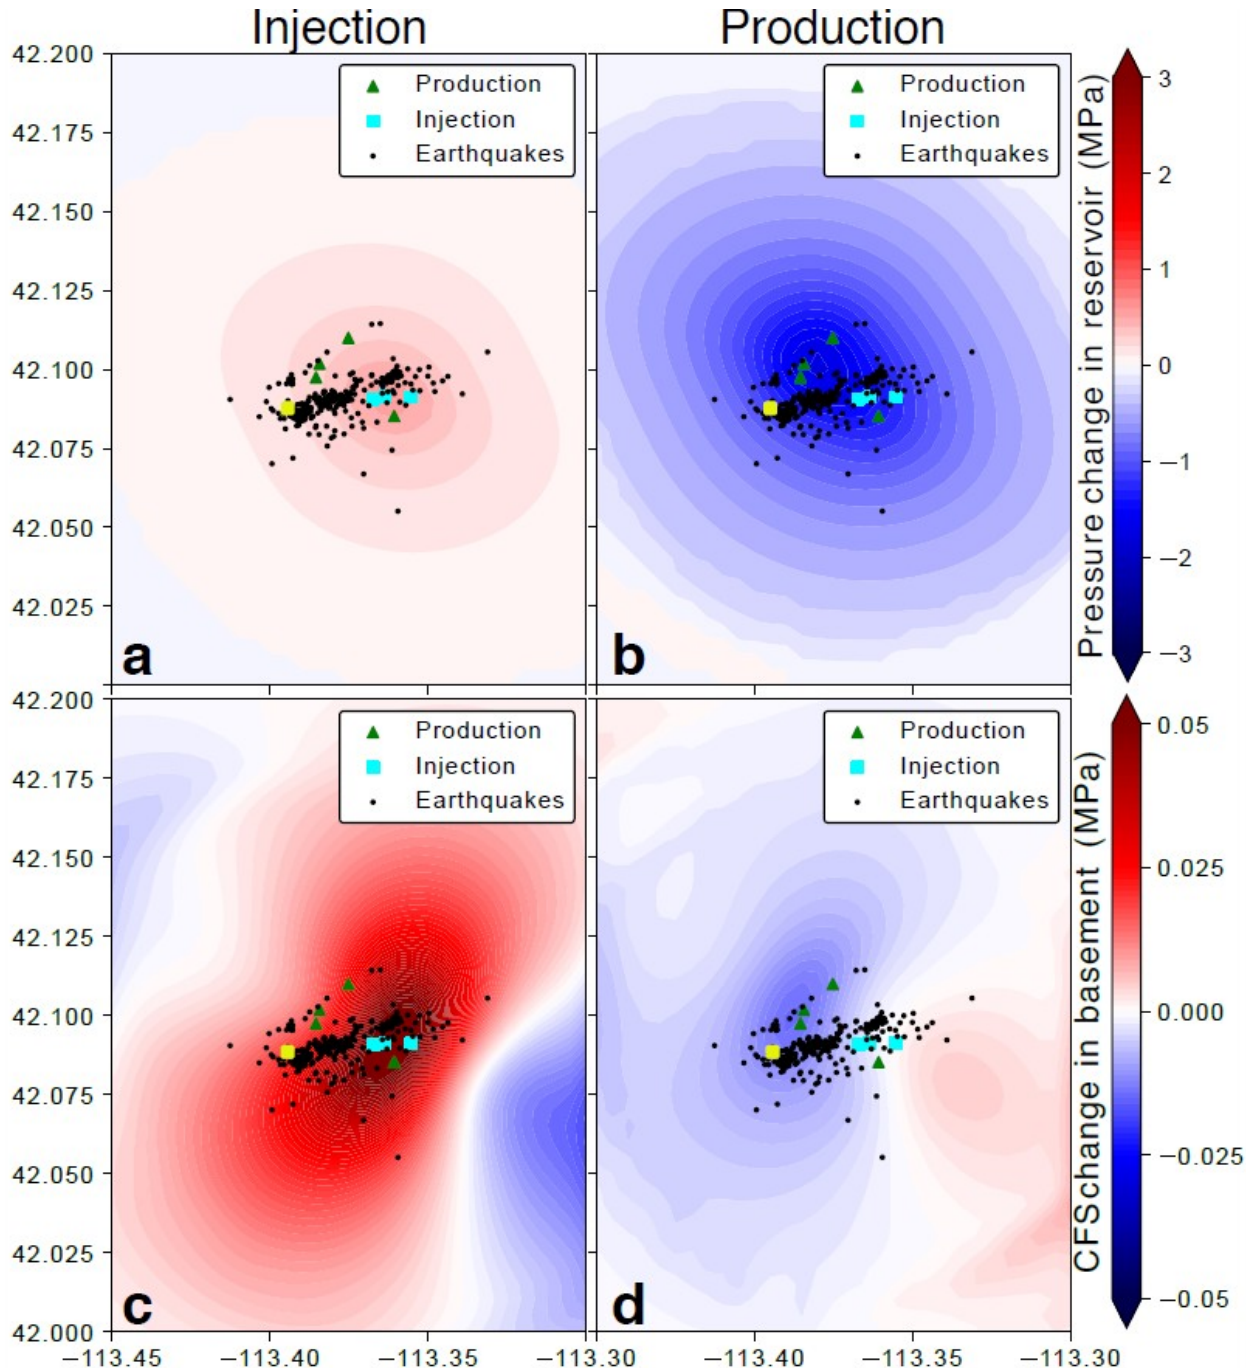 Injection
Production
42.200
42.175
42.150
42.125
42.100
42.075
42.050
42.025
Production
Injection
Earthquakes
a
Production
Injection
Earthquakes
b
3
2
1
0
−1
−2
−3
Pressure change in reservoir (MPa)
42.200
42.175
42.150
42.125
42.100
42.075
42.050
42.025
42.000
Production
Injection
Earthquakes
c
Production
Injection
Earthquakes
d
0.05
0.025
0.000
−0.025
−0.05
CFSchange in basement (MPa)
−113.45
−113.40
−113.35
−113.30
−113.40
−113.35
−113.30